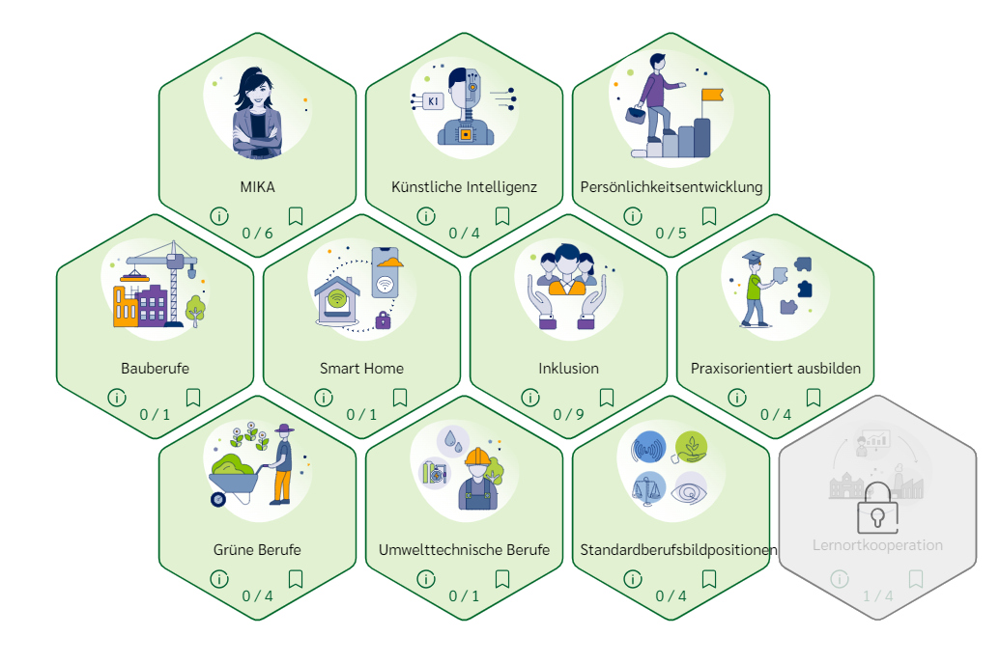 KI
MIKA
0 / 6
Künstliche Intelligenz
0 / 4
Persönlichkeitsentwicklung
0 / 5
Bauberufe
0 / 1
Smart Home
0 / 1
Inklusion
0 / 9
Praxisorientiert ausbilden
0 / 4
Grüne Berufe
0 / 4
Umwelttechnische Berufe
0 / 1
Standardberufsbildpositionen
0 / 4
Lernortkooperation
1 / 4